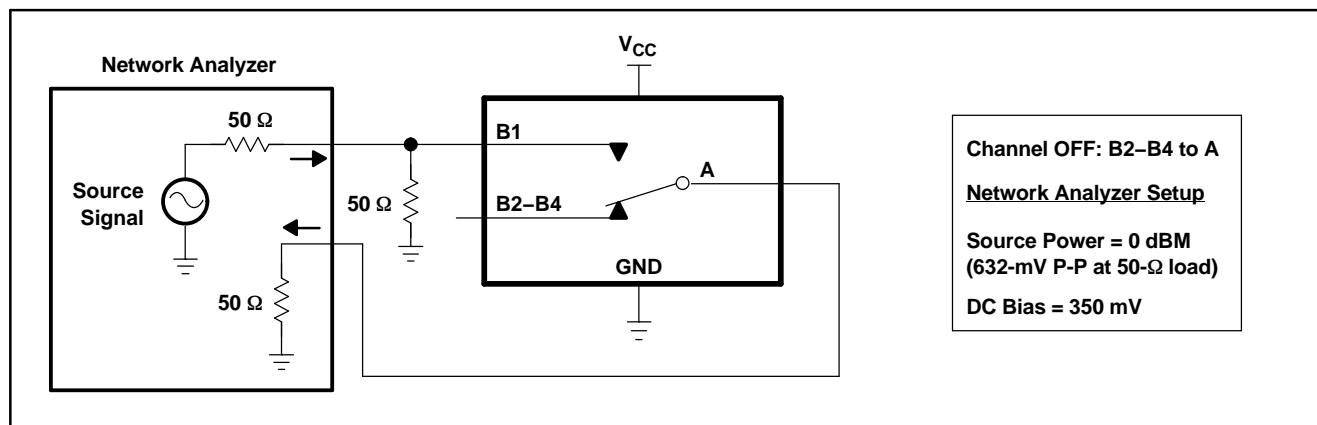 V_CC
Network Analyzer
50 Ω
B1
Channel OFF: B2–B4 to A
A
Network Analyzer Setup
Source
Signal
50 Ω
B2–B4
Source Power = 0 dBM
(632-mV P-P at 50-Ω load)
GND
50 Ω
DC Bias = 350 mV